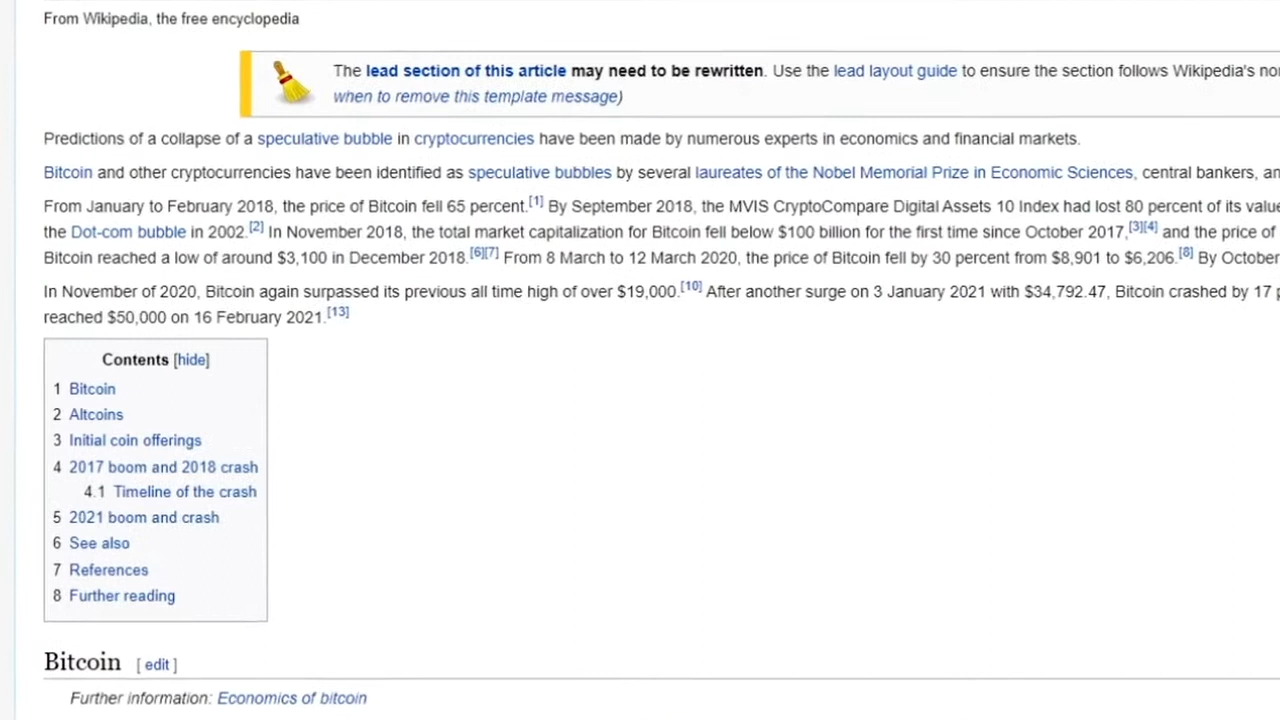 From Wikipedia, the free encyclopedia
The lead section of this article may need to be rewritten. Use the lead layout guide to ensure the section follows Wikipedia's
when to remove this template message)
Predictions of a collapse of a speculative bubble in cryptocurrencies have been made by numerous experts in economics and financial markets.
Bitcoin and other cryptocurrencies have been identified as speculative bubbles by several laureates of the Nobel Memorial Prize in Economic Sciences, central bankers,
From January to February 2018, the price of Bitcoin fell 65 percent.[1] By September 2018, the MVIS CryptoCompare Digital Assets 10 Index had lost 80 percent of its
the Dot-com bubble in 2002.[2] In November 2018, the total market capitalization for Bitcoin fell below $100 billion for the first time since October 2017,[3][4] and the price of
Bitcoin reached a low of around $3,100 in December 2018.[6][7] From 8 March to 12 March 2020, the price of Bitcoin fell by 30 percent from $8,901 to $6,206.[8] By October
In November of 2020, Bitcoin again surpassed its previous all time high of over $19,000.[10] After another surge on 3 January 2021 with $34,792.47, Bitcoin crashed by 17
reached $50,000 on 16 February 2021.[13]
Contents [hide]
1 Bitcoin
2 Altcoins
3 Initial coin offerings
4 2017 boom and 2018 crash
4.1 Timeline of the crash
5 2021 boom and crash
6 See also
7 References
8 Further reading
Bitcoin [ edit ]
Further information: Economics of bitcoin